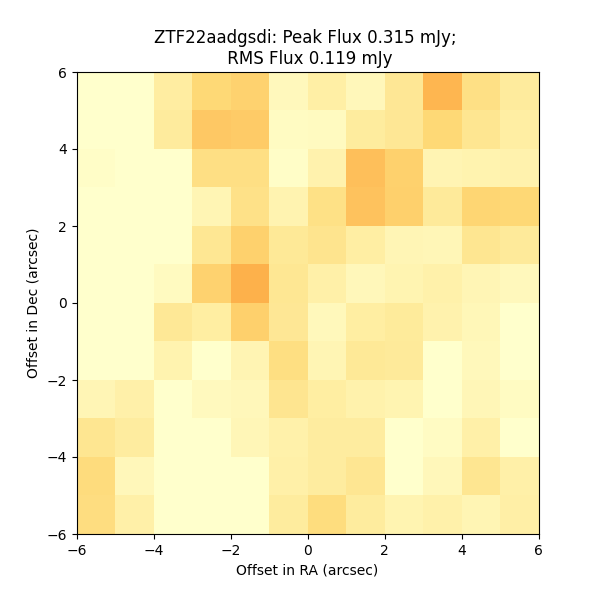 ZTF22aadgsdi: Peak Flux 0.315 mJy;
RMS Flux 0.119 mJy
6
4
2
0
−2
−4
−6
Offset in Dec (arcsec)
−6 −4 −2 0 2 4 6
Offset in RA (arcsec)